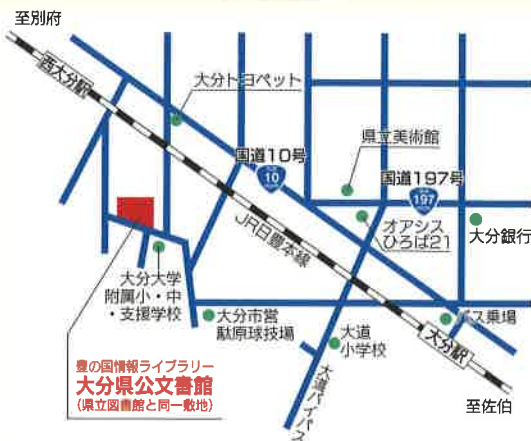 至別府
西大分駅
大分トヨペット
県立美術館
国道10号
10
国道197号
197
オアシス
ひろば21
大分銀行
JR日豊本線
大分大学
附属小・中
・支援学校
大分市営
駄原球技場
大道
小学校
バス乗場
大分駅
大道バイパス
至佐伯
豊の国情報ライブラリー
大分県公文書館
(県立図書館と同一敷地)